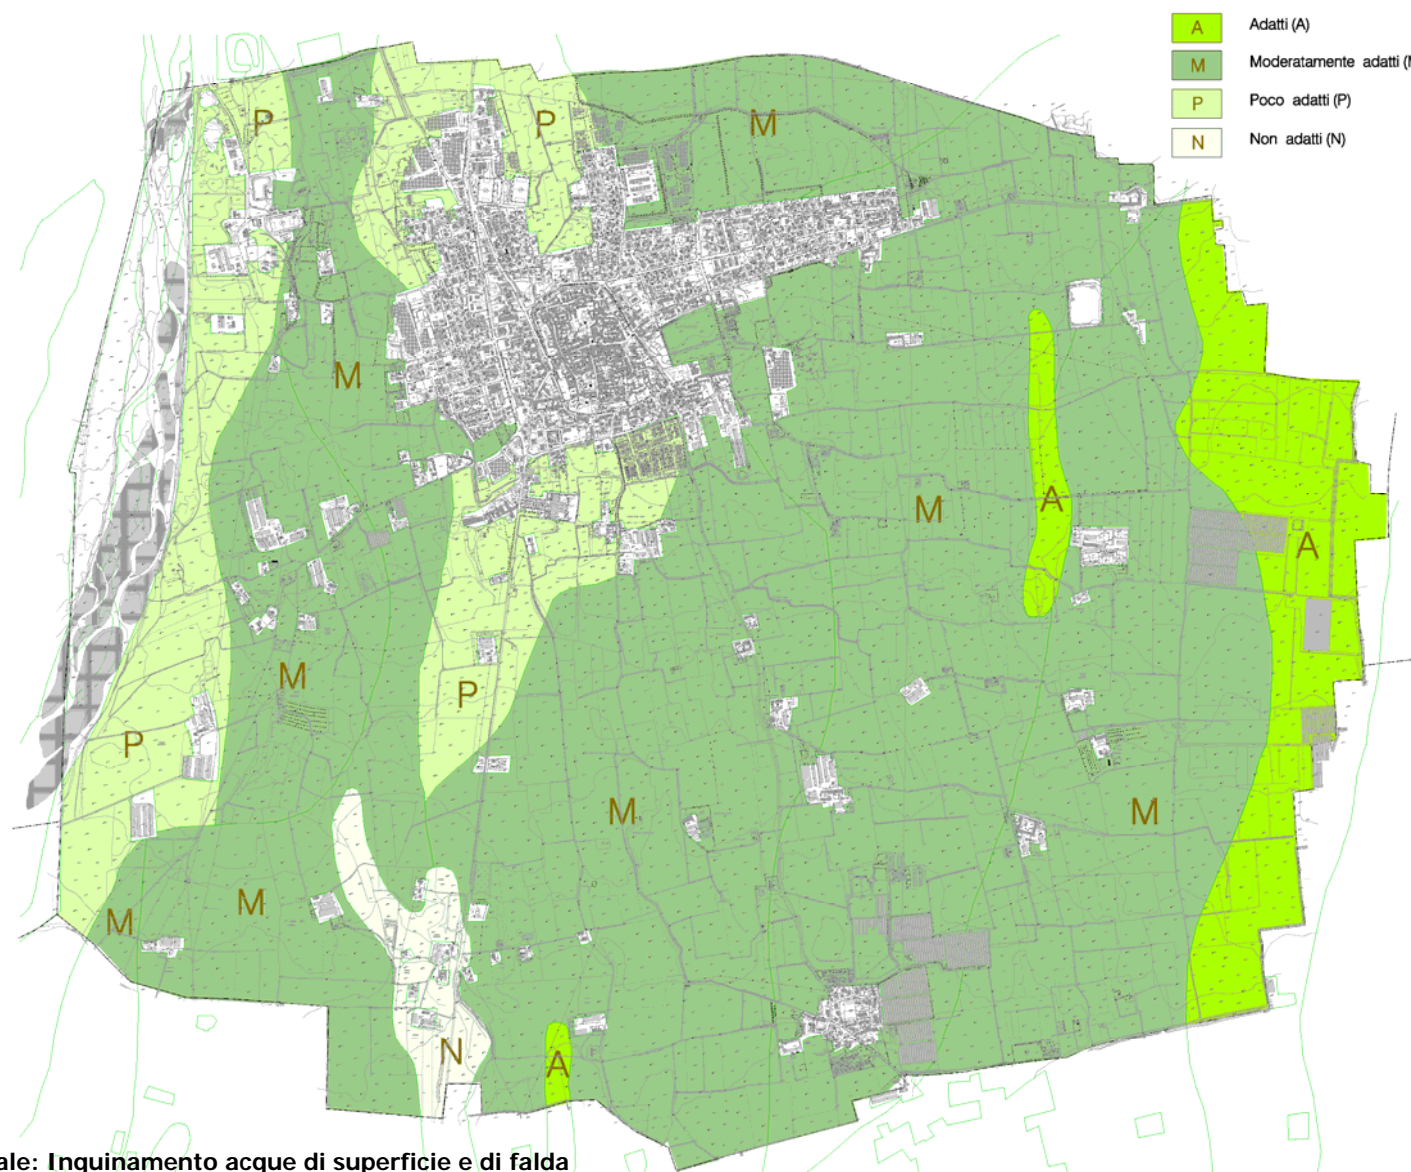 A Adatti (A)
M Moderatamente adatti (
P Poco adatti (P)
N Non adatti (N)
P
P
M
M
M
A
A
M
P
P
M
M
M
M
N
A
ale: Inquinamento acque di superficie e di falda